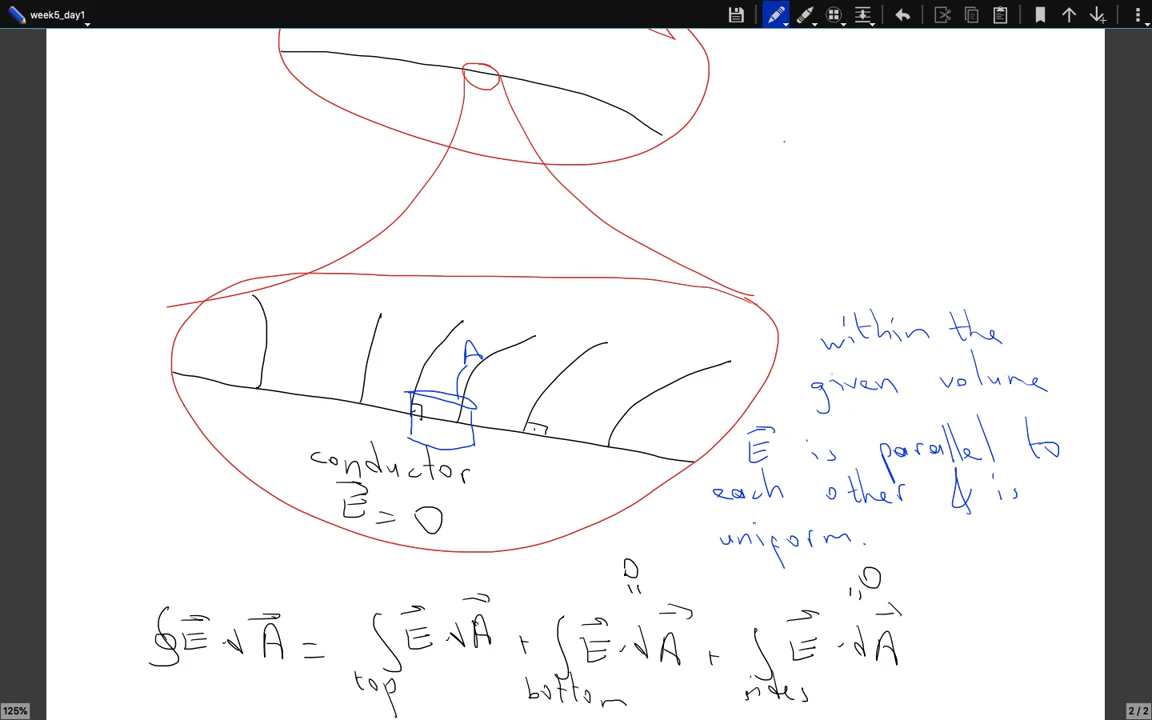 week5_day1
A
within the
given volume
E⃗ is parallel to
each other & is
uniform.
conductor
E⃗ = 0
0 0
" "
∮E⃗ · dA⃗ = ∫ E⃗ · dA⃗ + ∫ E⃗ · dA⃗ + ∫ E⃗ · dA⃗
top bottom sides
125% 2 / 2